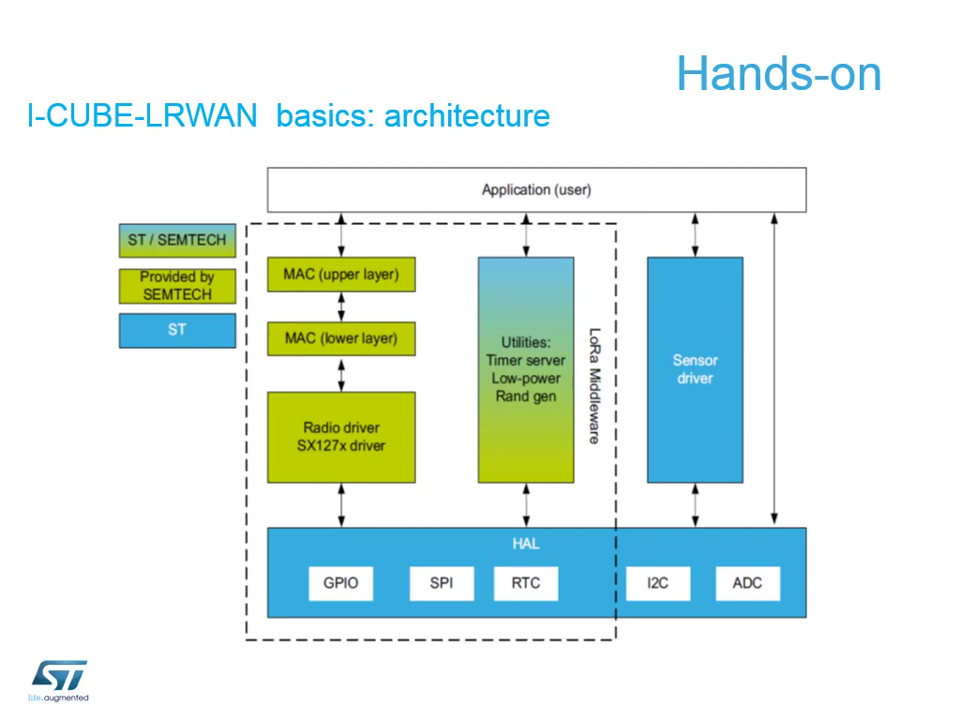 Hands-on
I-CUBE-LRWAN basics: architecture
Application (user)
ST / SEMTECH
Provided by
SEMTECH
ST
MAC (upper layer)
MAC (lower layer)
Radio driver
SX127x driver
Utilities:
Timer server
Low-power
Rand gen
LoRa Middleware
Sensor
driver
HAL
GPIO
SPI
RTC
I2C
ADC
ST
life.augmented